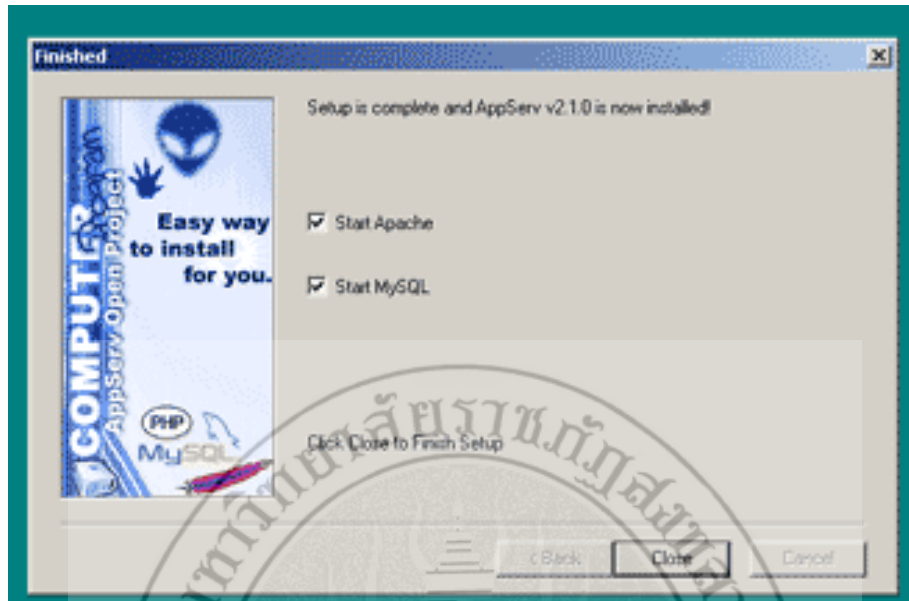 Finished
Setup is complete and AppServ v2.1.0 is now installed!
COMPUTER
AppServ Open Project
Easy way
to install
for you.
Start Apache
Start MySQL
PHP
MySQL
Click Close to Finish Setup
< Back
Close
Cancel